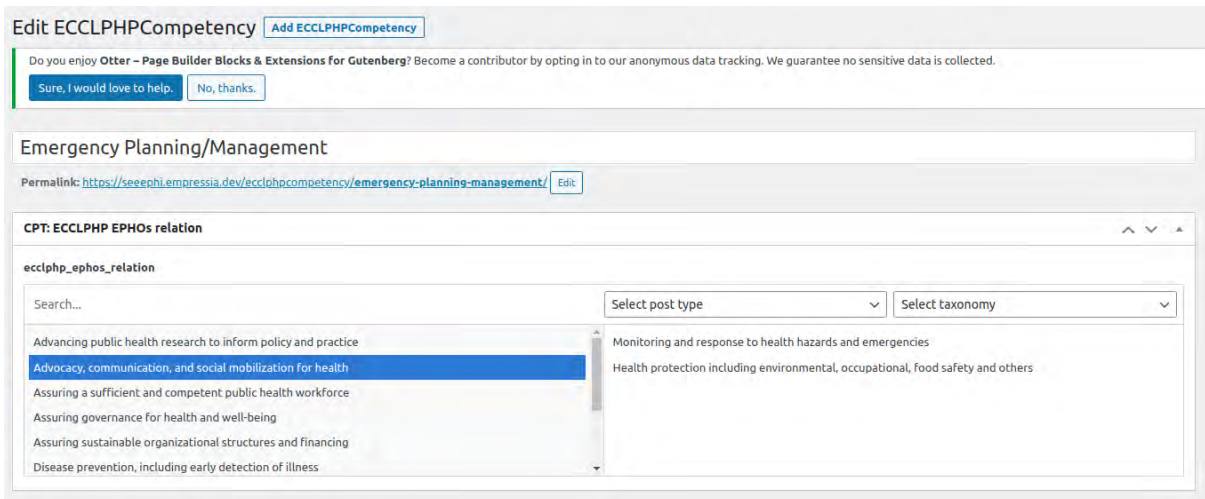 Edit ECCLPHPCompetency Add ECCLPHPCompetency
Do you enjoy Otter – Page Builder Blocks & Extensions for Gutenberg? Become a contributor by opting in to our anonymous data tracking. We guarantee no sensitive data is collected.
Sure, I would love to help. No, thanks.
Emergency Planning/Management
Permalink: https://seeephi.empressia.dev/ecclphpcompetency/emergency-planning-management/ Edit
CPT: ECCLPHP EPHOs relation
ecclphp_ephos_relation
Search... Select post type Select taxonomy
Advancing public health research to inform policy and practice
Advocacy, communication, and social mobilization for health
Assuring a sufficient and competent public health workforce
Assuring governance for health and well-being
Assuring sustainable organizational structures and financing
Disease prevention, including early detection of illness
Monitoring and response to health hazards and emergencies
Health protection including environmental, occupational, food safety and others